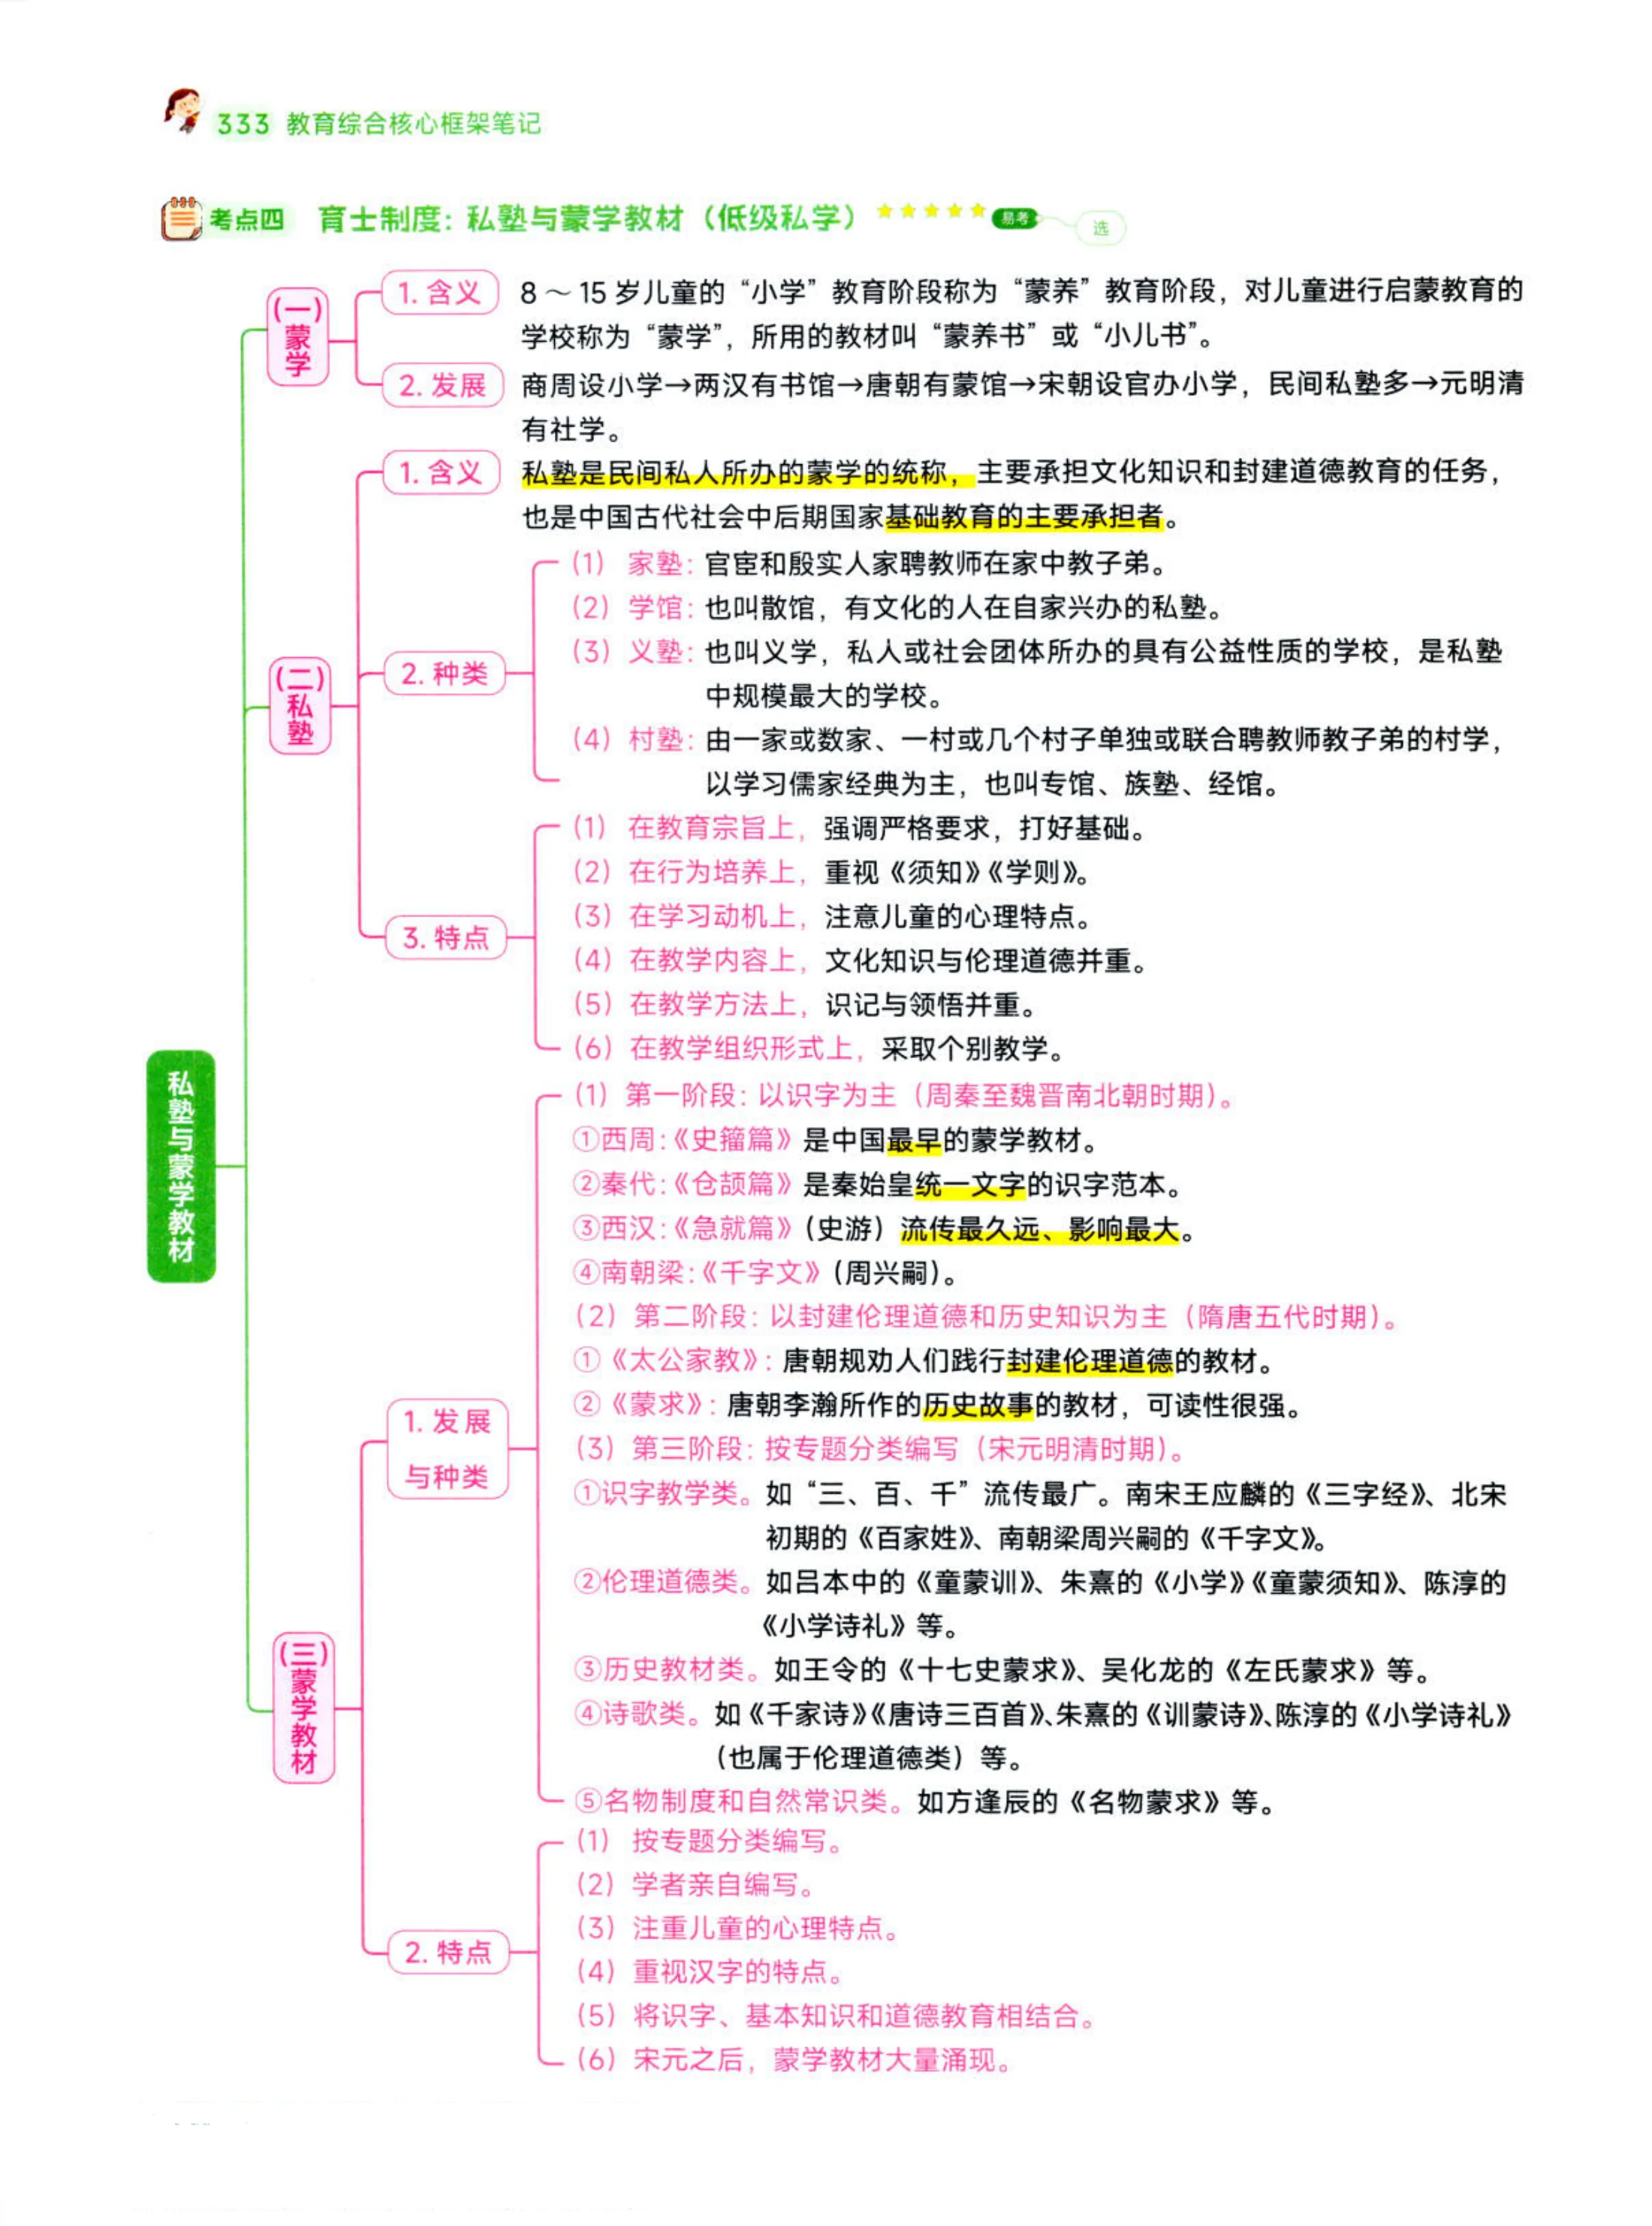 333 教育综合核心框架笔记
考点四 育士制度：私塾与蒙学教材（低级私学）★★★★★ 易考 选
私塾与蒙学教材
(一)蒙学
1. 含义
8～15岁儿童的“小学”教育阶段称为“蒙养”教育阶段，对儿童进行启蒙教育的
学校称为“蒙学”，所用的教材叫“蒙养书”或“小儿书”。
2. 发展
商周设小学→两汉有书馆→唐朝有蒙馆→宋朝设官办小学，民间私塾多→元明清
有社学。
(二)私塾
1. 含义
私塾是民间私人所办的蒙学的统称，主要承担文化知识和封建道德教育的任务，
也是中国古代社会中后期国家基础教育的主要承担者。
2. 种类
(1) 家塾：官宦和殷实人家聘教师在家中教子弟。
(2) 学馆：也叫散馆，有文化的人在自家兴办的私塾。
(3) 义塾：也叫义学，私人或社会团体所办的具有公益性质的学校，是私塾
中规模最大的学校。
(4) 村塾：由一家或数家、一村或几个村子单独或联合聘教师教子弟的村学，
以学习儒家经典为主，也叫专馆、族塾、经馆。
3. 特点
(1) 在教育宗旨上，强调严格要求，打好基础。
(2) 在行为培养上，重视《须知》《学则》。
(3) 在学习动机上，注意儿童的心理特点。
(4) 在教学内容上，文化知识与伦理道德并重。
(5) 在教学方法上，识记与领悟并重。
(6) 在教学组织形式上，采取个别教学。
(三)蒙学教材
1. 发展
与种类
(1) 第一阶段：以识字为主（周秦至魏晋南北朝时期）。
①西周：《史籀篇》是中国最早的蒙学教材。
②秦代：《仓颉篇》是秦始皇统一文字的识字范本。
③西汉：《急就篇》（史游）流传最久远、影响最大。
④南朝梁：《千字文》（周兴嗣）。
(2) 第二阶段：以封建伦理道德和历史知识为主（隋唐五代时期）。
①《太公家教》：唐朝规劝人们践行封建伦理道德的教材。
②《蒙求》：唐朝李瀚所作的历史故事的教材，可读性很强。
(3) 第三阶段：按专题分类编写（宋元明清时期）。
①识字教学类。如“三、百、千”流传最广。南宋王应麟的《三字经》、北宋
初期的《百家姓》、南朝梁周兴嗣的《千字文》。
②伦理道德类。如吕本中的《童蒙训》、朱熹的《小学》《童蒙须知》、陈淳的
《小学诗礼》等。
③历史教材类。如王令的《十七史蒙求》、吴化龙的《左氏蒙求》等。
④诗歌类。如《千家诗》《唐诗三百首》、朱熹的《训蒙诗》、陈淳的《小学诗礼》
（也属于伦理道德类）等。
⑤名物制度和自然常识类。如方逢辰的《名物蒙求》等。
2. 特点
(1) 按专题分类编写。
(2) 学者亲自编写。
(3) 注重儿童的心理特点。
(4) 重视汉字的特点。
(5) 将识字、基本知识和道德教育相结合。
(6) 宋元之后，蒙学教材大量涌现。